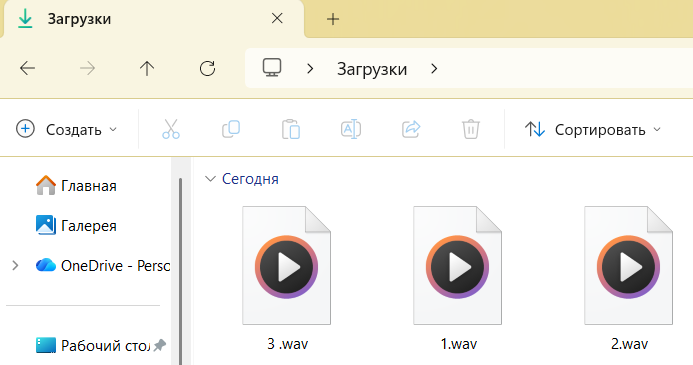 Загрузки
Загрузки
Создать
Сортировать
Главная
Галерея
OneDrive - Perso
Рабочий стол
Сегодня
3 .wav
1.wav
2.wav